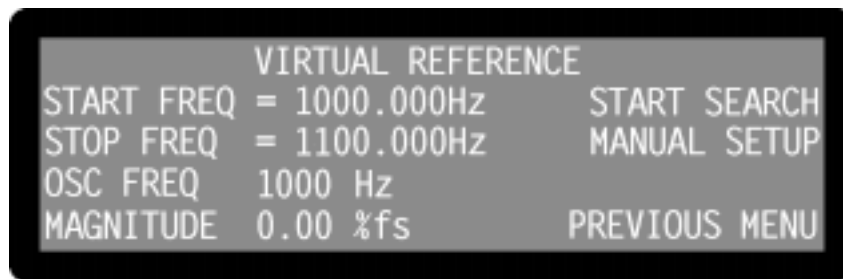 VIRTUAL REFERENCE
START FREQ = 1000.000Hz START SEARCH
STOP FREQ = 1100.000Hz MANUAL SETUP
OSC FREQ 1000 Hz
MAGNITUDE 0.00 %fs PREVIOUS MENU